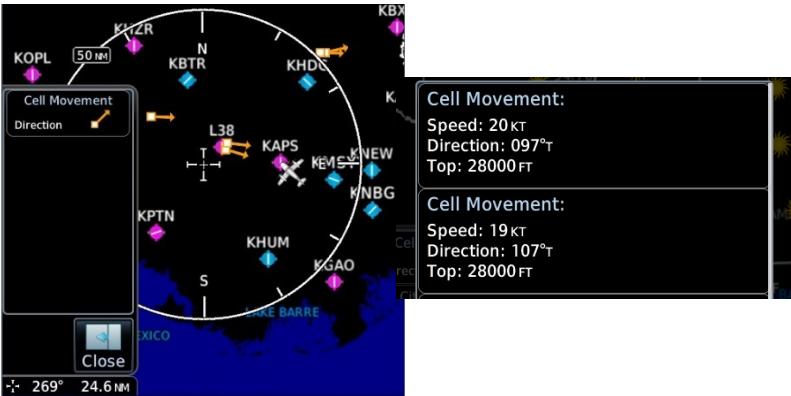 KHZR
KBX
N
50 NM
KOPL
KBTR
KHDC
Cell Movement
Direction
L38
KAPS
KMSY
E
KNEW
KNBG
KPTN
KHUM
S
KGAO
LAKE BARRE
Close
269° 24.6 NM
Cell Movement:
Speed: 20 KT
Direction: 097°T
Top: 28000 FT
Cell Movement:
Speed: 19 KT
Direction: 107°T
Top: 28000 FT